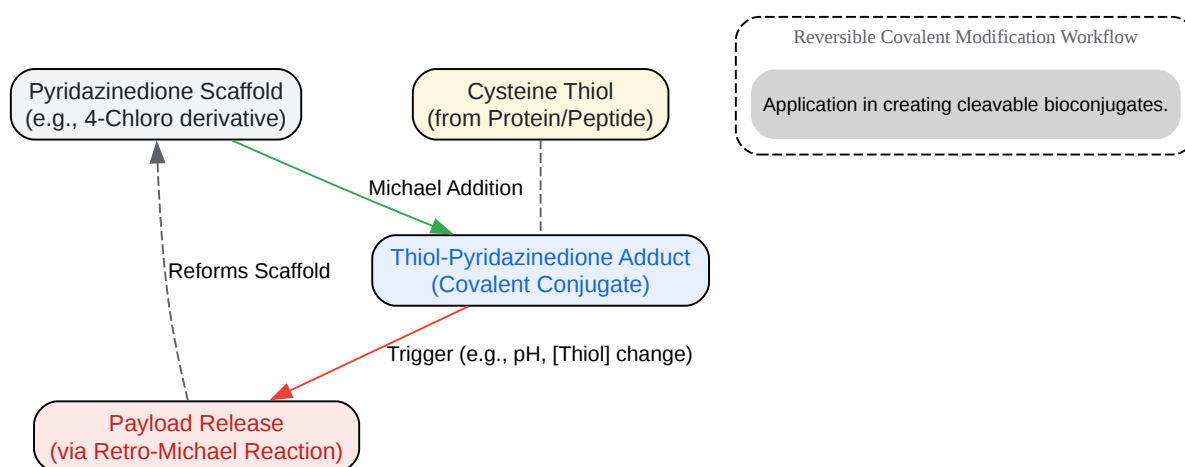 Reversible Covalent Modification Workflow
Application in creating cleavable bioconjugates.
Pyridazinedione Scaffold
(e.g., 4-Chloro derivative)
Cysteine Thiol
(from Protein/Peptide)
Michael Addition
Thiol-Pyridazinedione Adduct
(Covalent Conjugate)
Reforms Scaffold
Trigger (e.g., pH, [Thiol] change)
Payload Release
(via Retro-Michael Reaction)